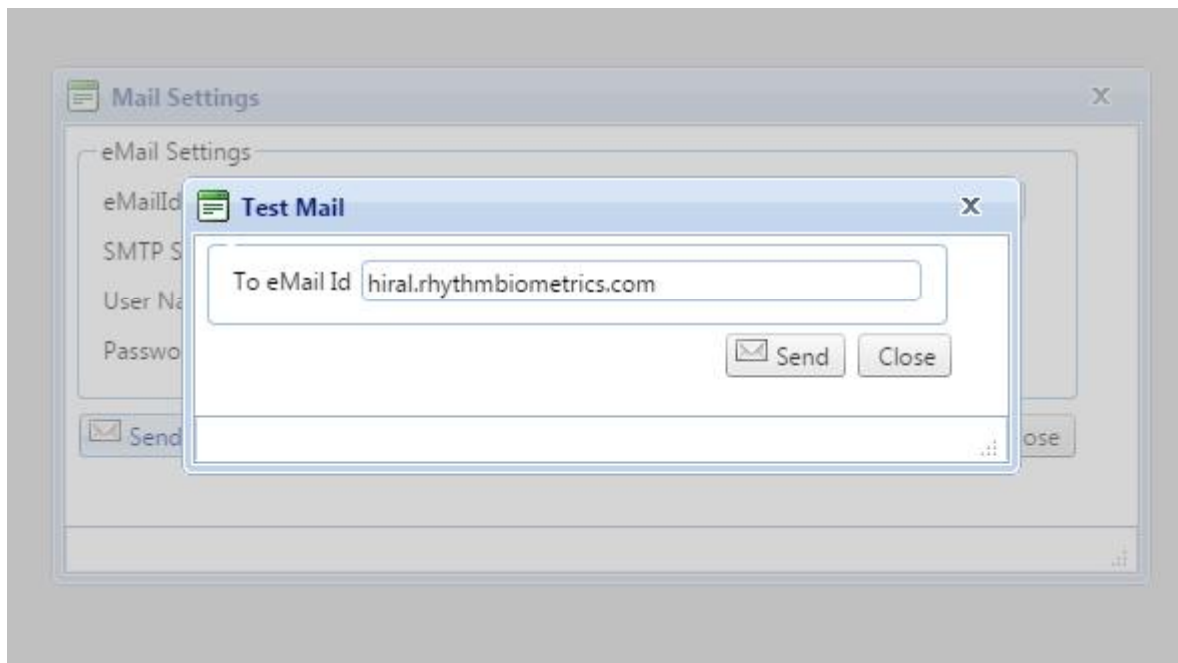 Mail Settings
eMail Settings
eMailId
Test Mail
SMTP S
To eMail Id hiral.rhythmbiometrics.com
User Na
Passwo
Send Close
Send
ose